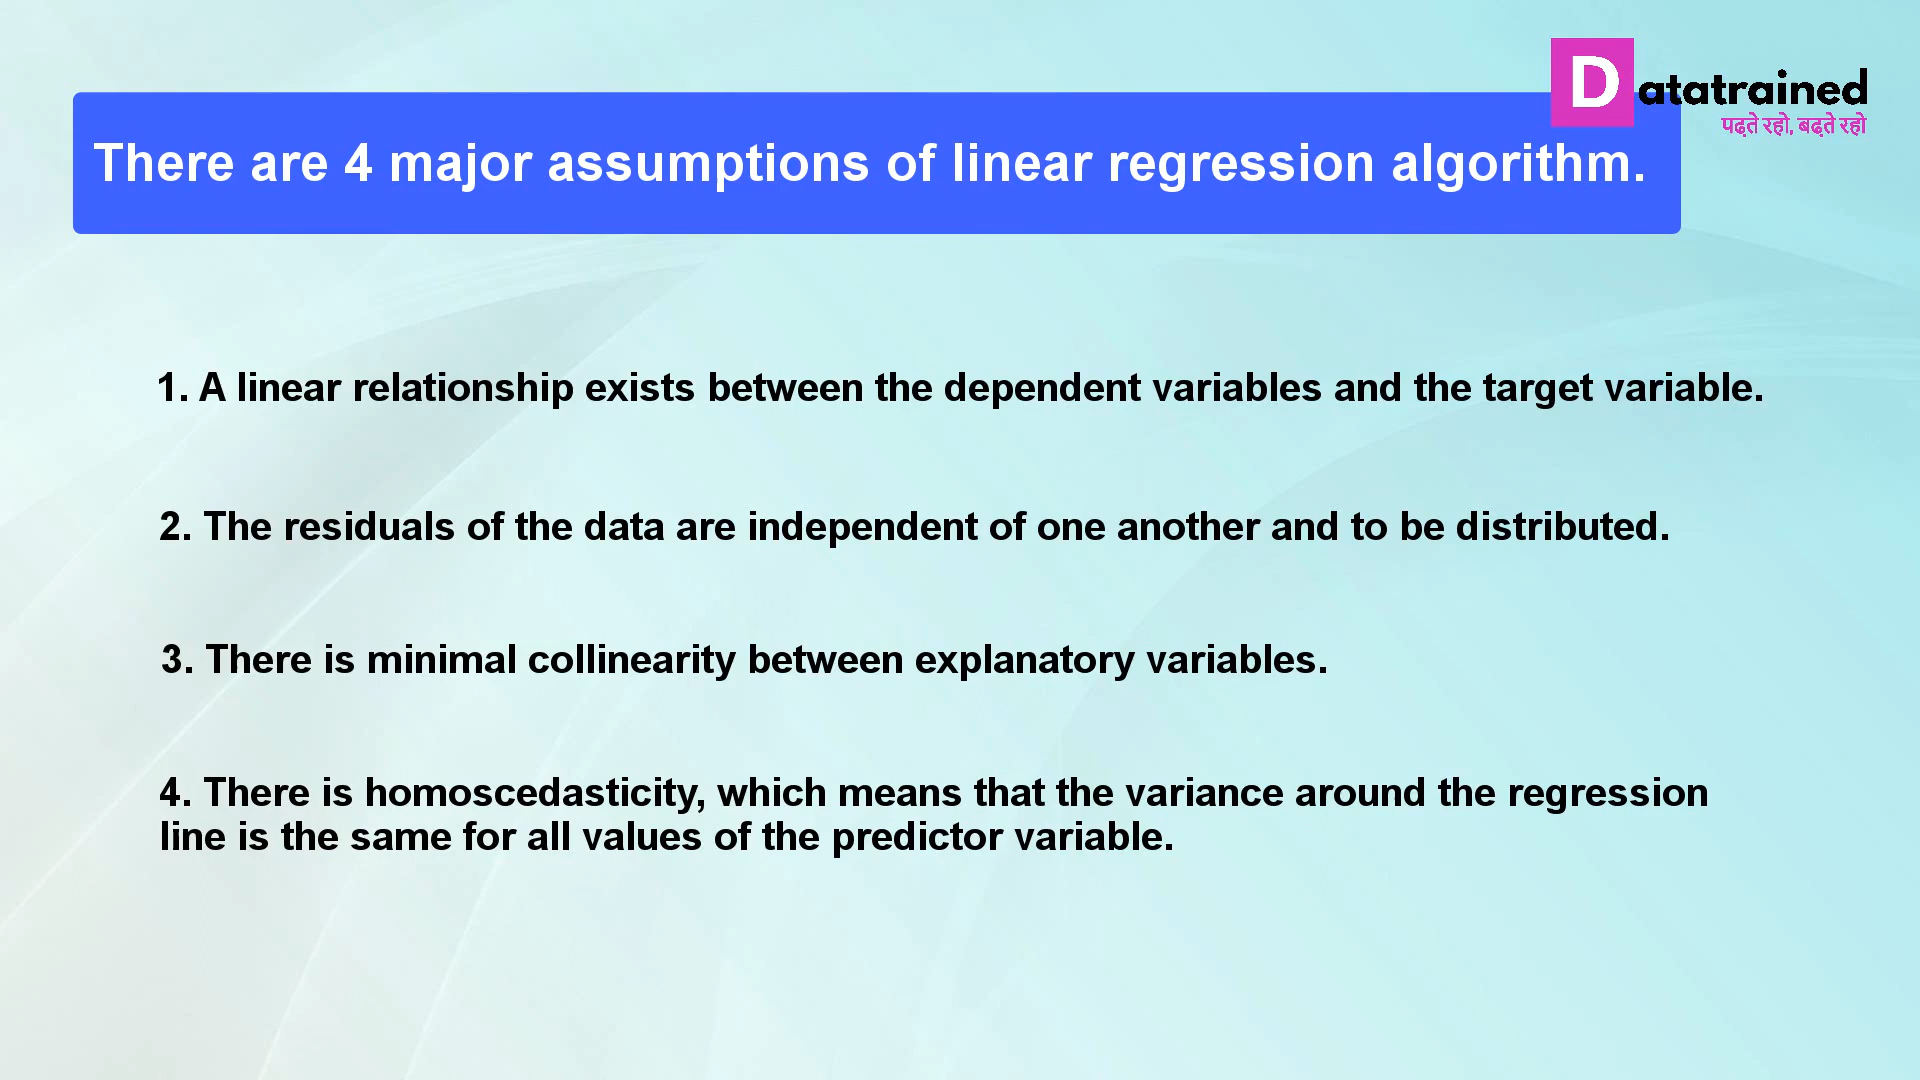 Datatrained
पढ़ते रहो, बढ़ते रहो
There are 4 major assumptions of linear regression algorithm.
1. A linear relationship exists between the dependent variables and the target variable.
2. The residuals of the data are independent of one another and to be distributed.
3. There is minimal collinearity between explanatory variables.
4. There is homoscedasticity, which means that the variance around the regression
line is the same for all values of the predictor variable.